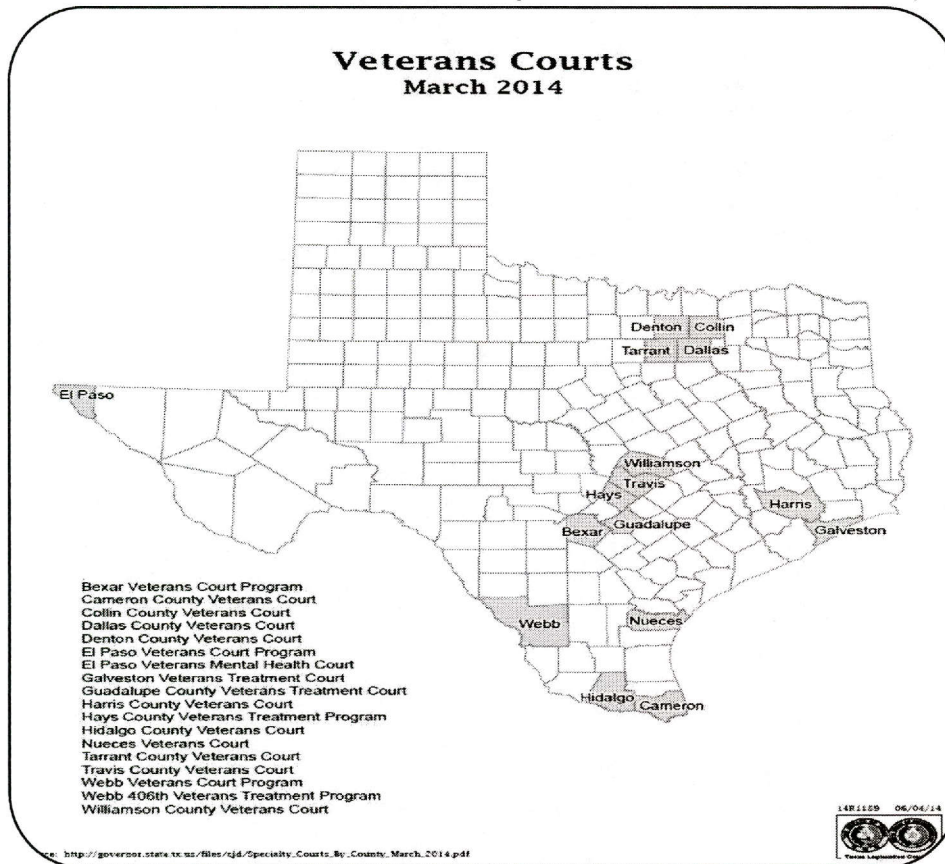 Veterans Courts
March 2014
Denton
Collin
Tarrant
Dallas
El Paso
Williamson
Travis
Hays
Harris
Bexar
Guadalupe
Galveston
Webb
Nueces
Hidalgo
Cameron
Bexar Veterans Court Program
Cameron County Veterans Court
Collin County Veterans Court
Dallas County Veterans Court
Denton County Veterans Court
El Paso Veterans Court Program
El Paso Veterans Mental Health Court
Galveston Veterans Treatment Court
Guadalupe County Veterans Treatment Court
Harris County Veterans Court
Hays County Veterans Treatment Program
Hidalgo County Veterans Court
Nueces Veterans Court
Tarrant County Veterans Court
Travis County Veterans Court
Webb Veterans Court Program
Webb 406th Veterans Treatment Program
Williamson County Veterans Court
14R1159 06/04/14
Texas Legislative
ce: http://governor.state.tx.us/files/cjd/Specialty_Courts_By_County_March_2014.pdf